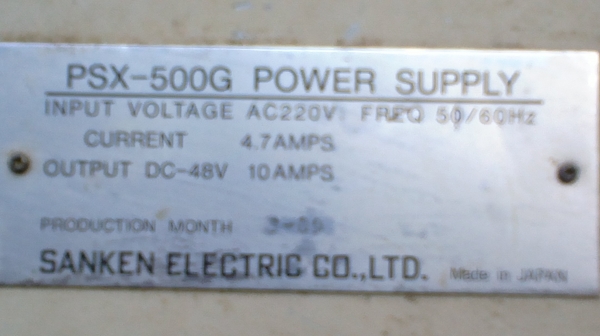 PSX-500G POWER SUPPLY
INPUT VOLTAGE AC220V FREQ 50/60Hz
CURRENT 4.7AMPS
OUTPUT DC-48V 10AMPS
PRODUCTION MONTH
SANKEN ELECTRIC CO.,LTD. Made in JAPAN